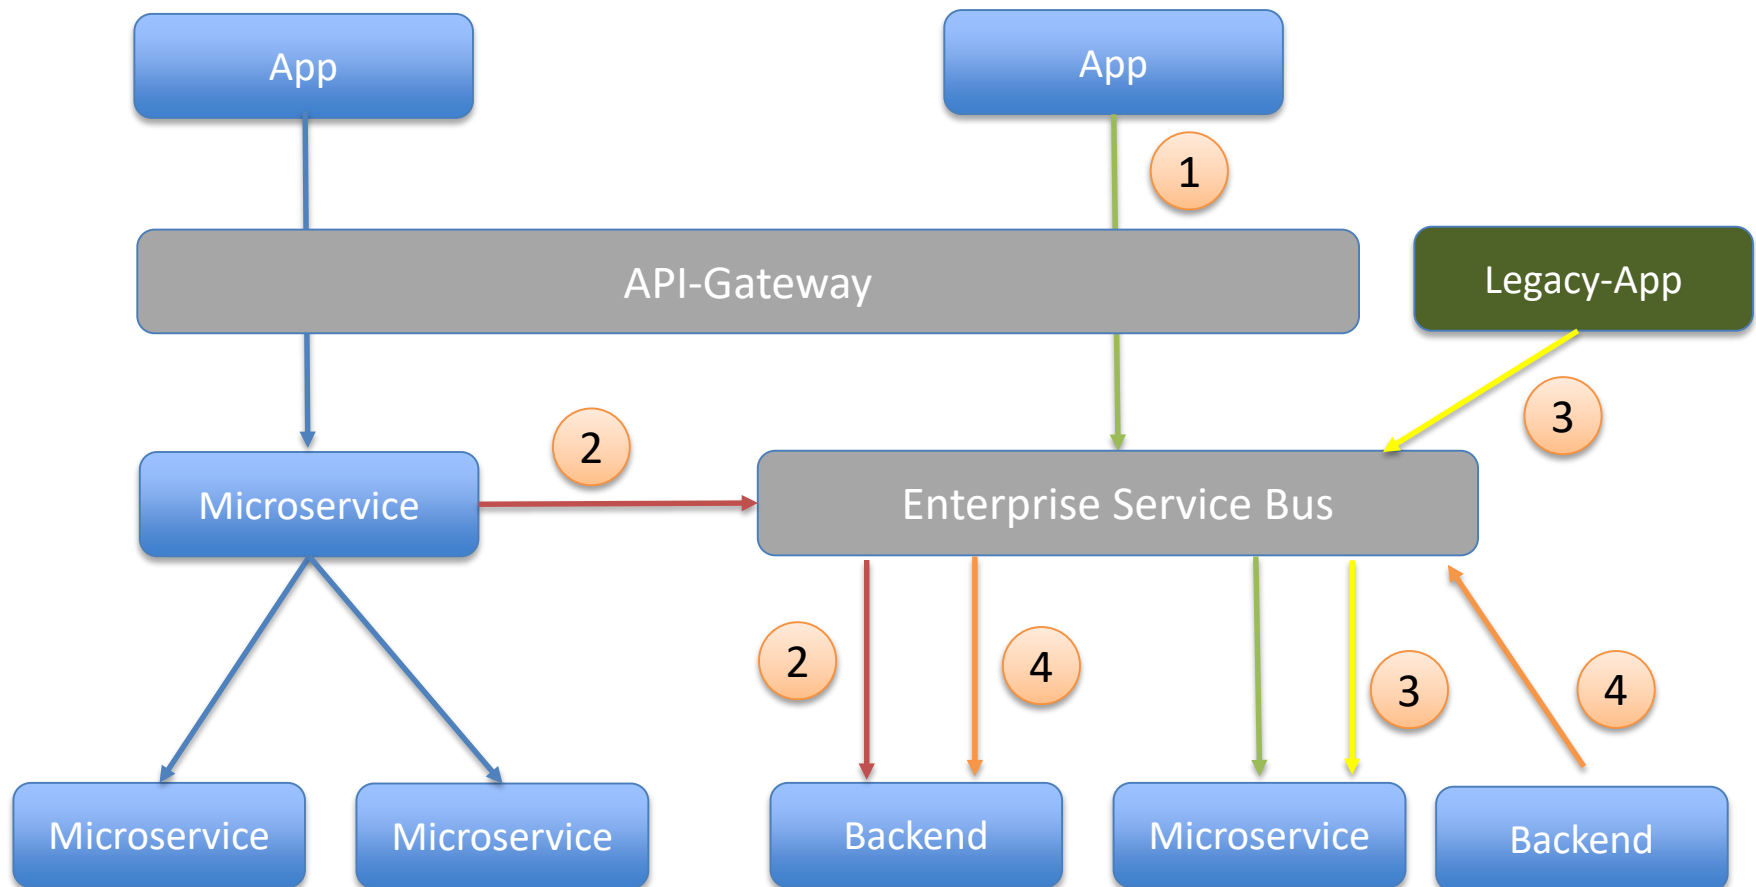 App
App
1
API-Gateway
Legacy-App
3
2
Microservice
Enterprise Service Bus
2
4
3
4
Microservice
Microservice
Backend
Microservice
Backend